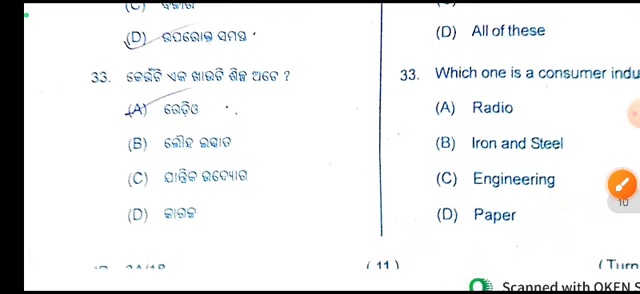 (D) ଉପରୋକ୍ତ ସମସ୍ତ
33. କେଉଁଟି ଏକ ଖାଉଟି ଶିଳ୍ପ ଅଟେ ?
(A) ରେଡ଼ିଓ
(B) ଲୌହ ଇସ୍ପାତ
(C) ଯାନ୍ତ୍ରିକ ଉଦ୍ୟୋଗ
(D) କାଗଜ
(D) All of these
33. Which one is a consumer indu
(A) Radio
(B) Iron and Steel
(C) Engineering
(D) Paper
10
( 11 )
( Turn
Scanned with OKEN S